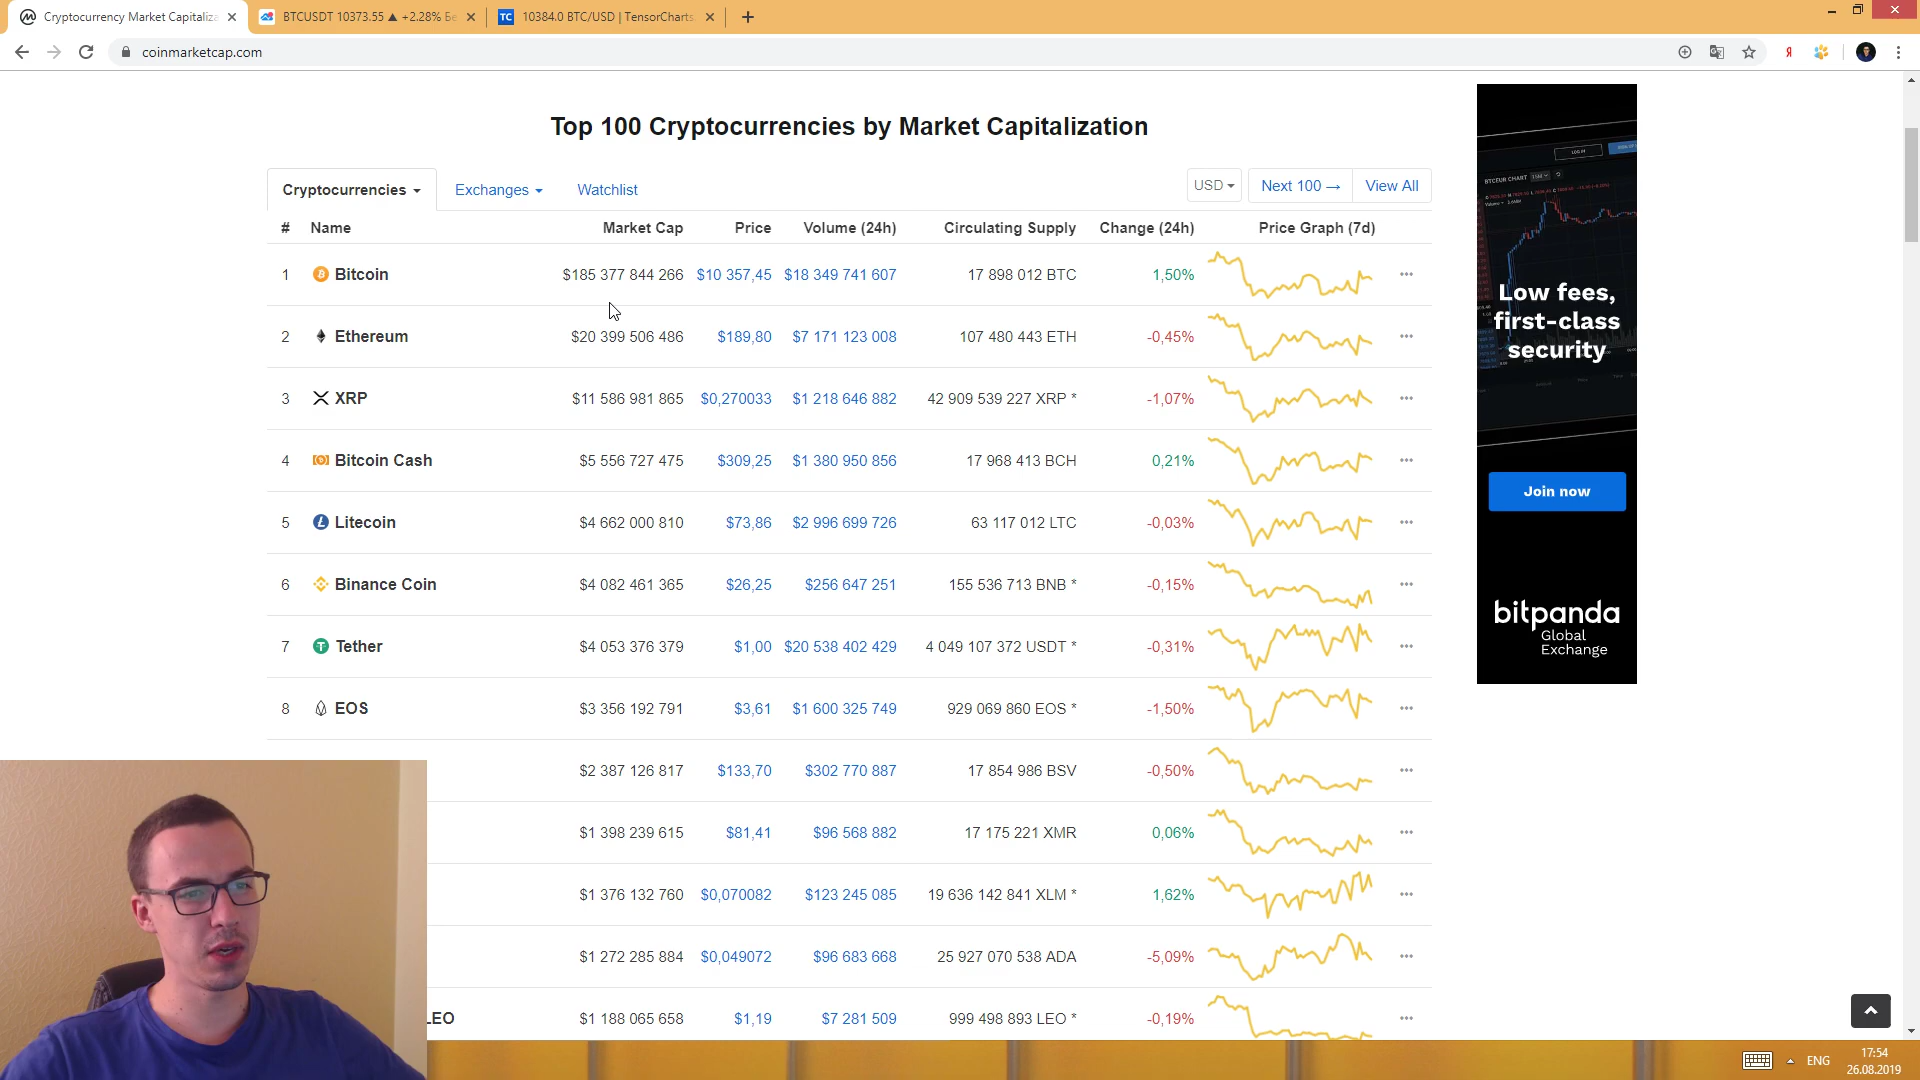 Cryptocurrency Market Capitaliza
BTCUSDT 10373.55 ▲ +2.28% Бе
TC 10384.0 BTC/USD | TensorCharts
coinmarketcap.com
Я
Top 100 Cryptocurrencies by Market Capitalization
Cryptocurrencies Exchanges Watchlist USD Next 100 → View All
# Name Market Cap Price Volume (24h) Circulating Supply Change (24h) Price Graph (7d)
1 Bitcoin $185 377 844 266 $10 357,45 $18 349 741 607 17 898 012 BTC 1,50%
2 Ethereum $20 399 506 486 $189,80 $7 171 123 008 107 480 443 ETH -0,45%
3 XRP $11 586 981 865 $0,270033 $1 218 646 882 42 909 539 227 XRP * -1,07%
4 Bitcoin Cash $5 556 727 475 $309,25 $1 380 950 856 17 968 413 BCH 0,21%
5 Litecoin $4 662 000 810 $73,86 $2 996 699 726 63 117 012 LTC -0,03%
6 Binance Coin $4 082 461 365 $26,25 $256 647 251 155 536 713 BNB * -0,15%
7 Tether $4 053 376 379 $1,00 $20 538 402 429 4 049 107 372 USDT * -0,31%
8 EOS $3 356 192 791 $3,61 $1 600 325 749 929 069 860 EOS * -1,50%
$2 387 126 817 $133,70 $302 770 887 17 854 986 BSV -0,50%
$1 398 239 615 $81,41 $96 568 882 17 175 221 XMR 0,06%
$1 376 132 760 $0,070082 $123 245 085 19 636 142 841 XLM * 1,62%
$1 272 285 884 $0,049072 $96 683 668 25 927 070 538 ADA -5,09%
LEO $1 188 065 658 $1,19 $7 281 509 999 498 893 LEO * -0,19%
LOG IN
BTCEUR CHART
Low fees,
first-class
security
Join now
bitpanda
Global
Exchange
ENG
17:54
26.08.2019